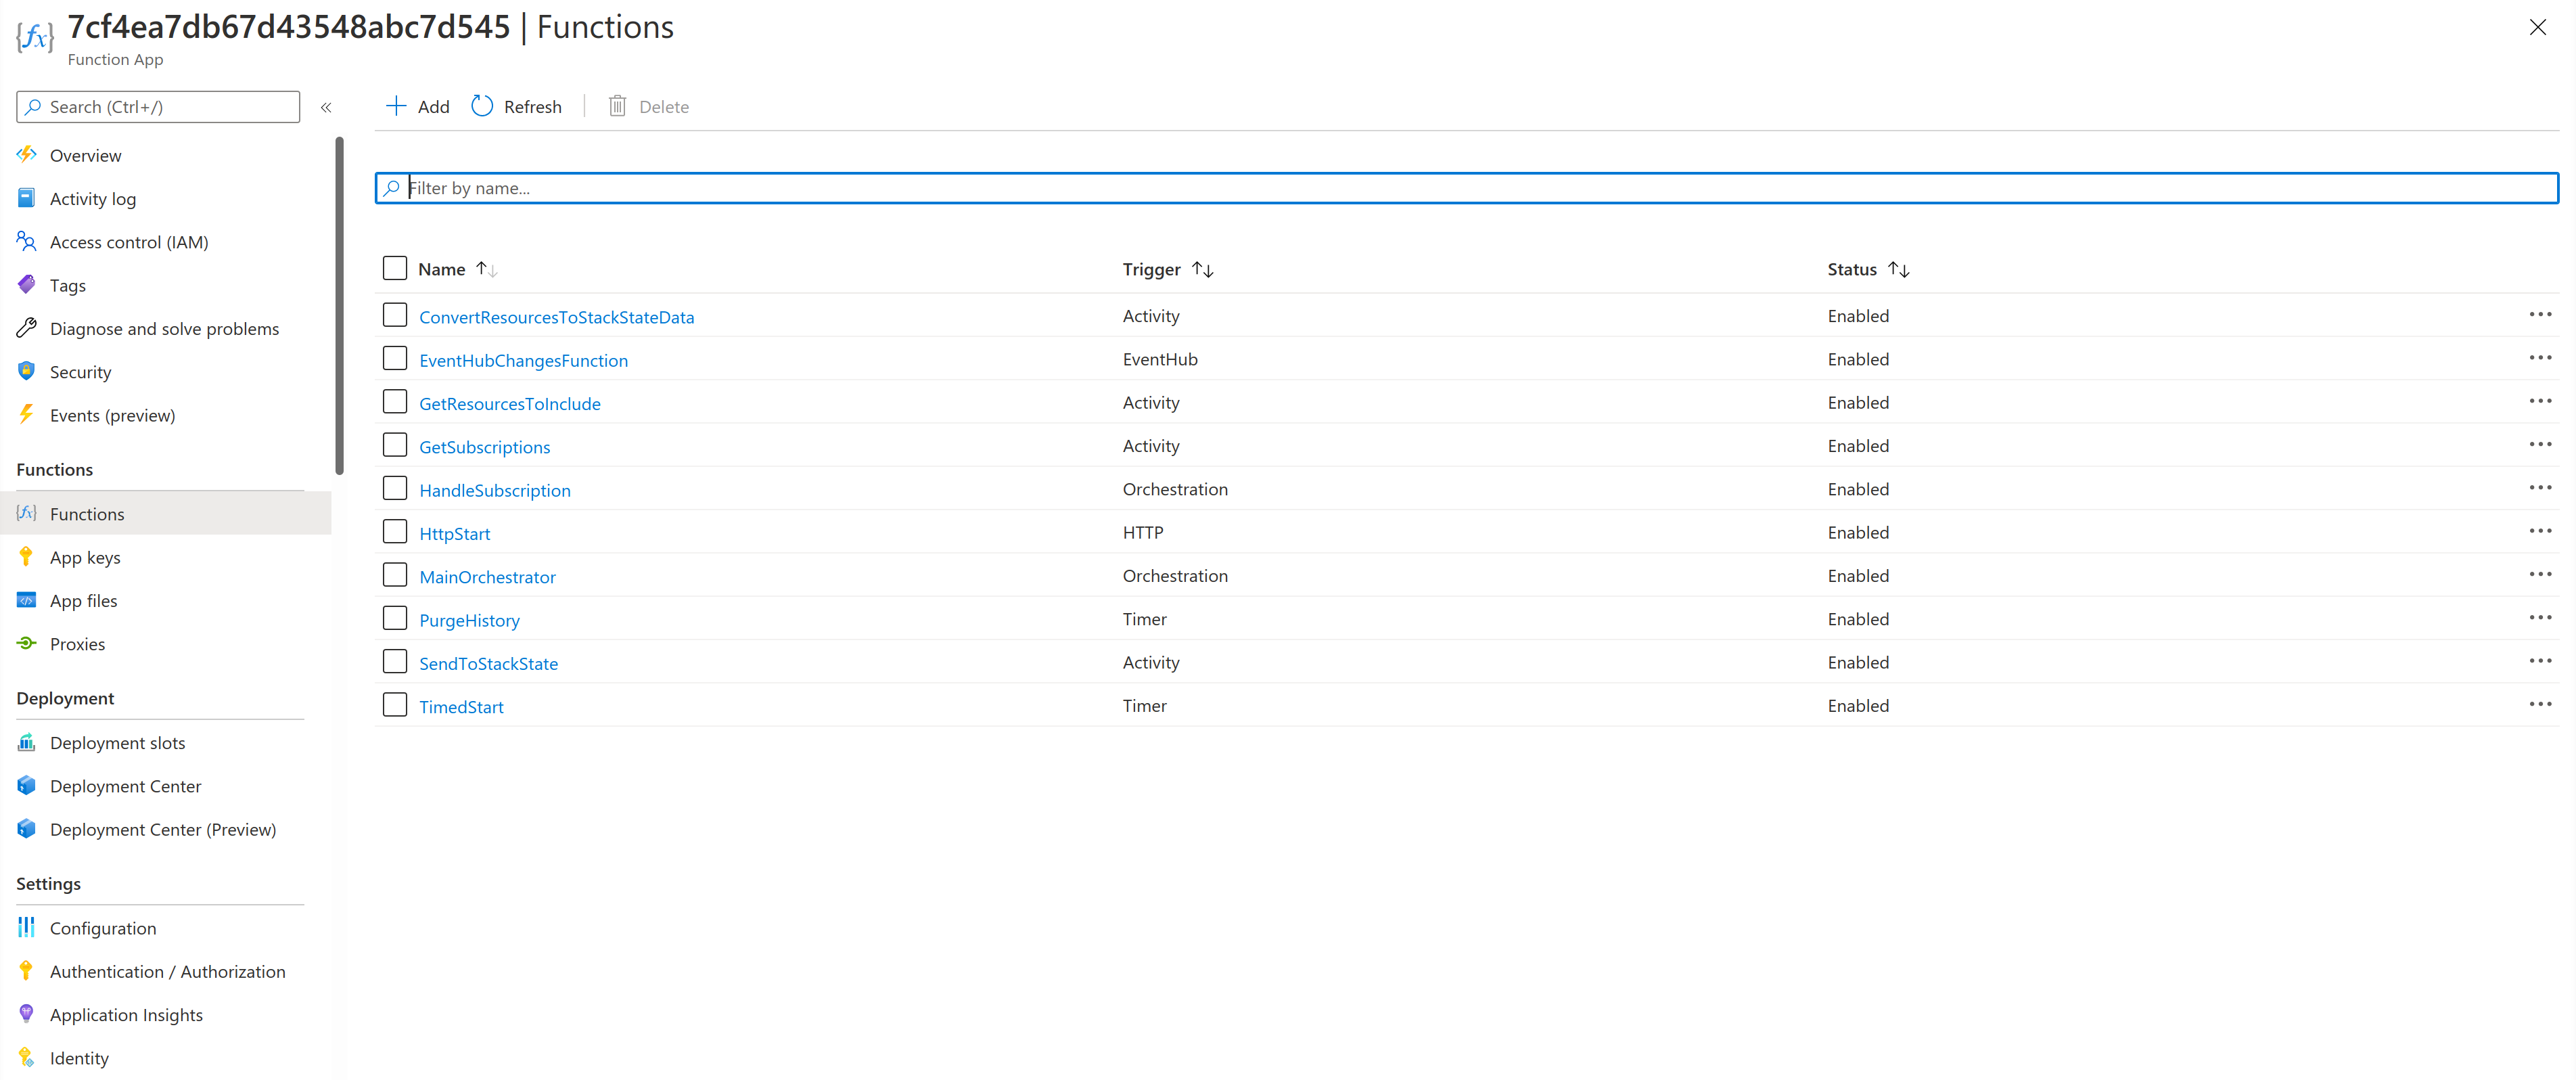 7cf4ea7db67d43548abc7d545 | Functions
Function App
Search (Ctrl+/)
«
Overview
Activity log
Access control (IAM)
Tags
Diagnose and solve problems
Security
Events (preview)
Functions
Functions
App keys
App files
Proxies
Deployment
Deployment slots
Deployment Center
Deployment Center (Preview)
Settings
Configuration
Authentication / Authorization
Application Insights
Identity
Add Refresh Delete
Filter by name...
Name Trigger Status
ConvertResourcesToStackStateData Activity Enabled
EventHubChangesFunction EventHub Enabled
GetResourcesToInclude Activity Enabled
GetSubscriptions Activity Enabled
HandleSubscription Orchestration Enabled
HttpStart HTTP Enabled
MainOrchestrator Orchestration Enabled
PurgeHistory Timer Enabled
SendToStackState Activity Enabled
TimedStart Timer Enabled